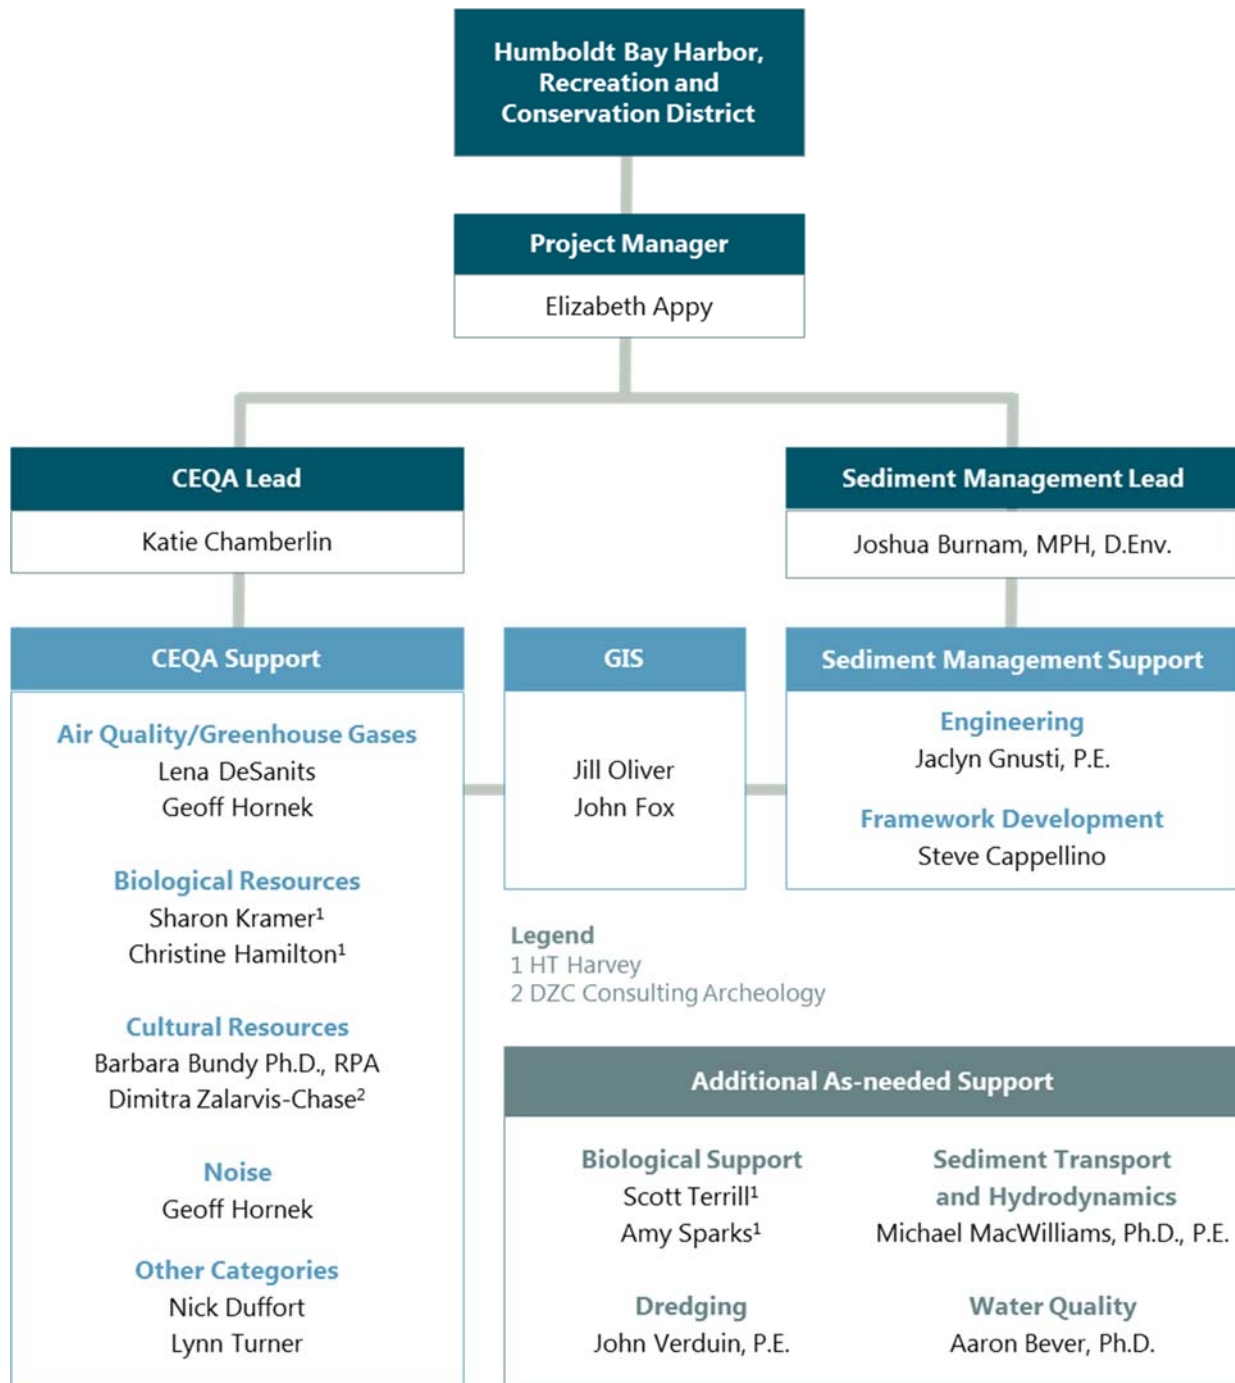 Humboldt Bay Harbor,
Recreation and
Conservation District
Project Manager
Elizabeth Appy
CEQA Lead
Katie Chamberlin
Sediment Management Lead
Joshua Burnam, MPH, D.Env.
CEQA Support
Air Quality/Greenhouse Gases
Lena DeSanits
Geoff Hornek
Biological Resources
Sharon Kramer¹
Christine Hamilton¹
Cultural Resources
Barbara Bundy Ph.D., RPA
Dimitra Zalarvis-Chase²
Noise
Geoff Hornek
Other Categories
Nick Duffort
Lynn Turner
GIS
Jill Oliver
John Fox
Sediment Management Support
Engineering
Jaclyn Gnusti, P.E.
Framework Development
Steve Cappellino
Legend
1 HT Harvey
2 DZC Consulting Archeology
Additional As-needed Support
Biological Support
Scott Terrill¹
Amy Sparks¹
Sediment Transport
and Hydrodynamics
Michael MacWilliams, Ph.D., P.E.
Dredging
John Verduin, P.E.
Water Quality
Aaron Bever, Ph.D.